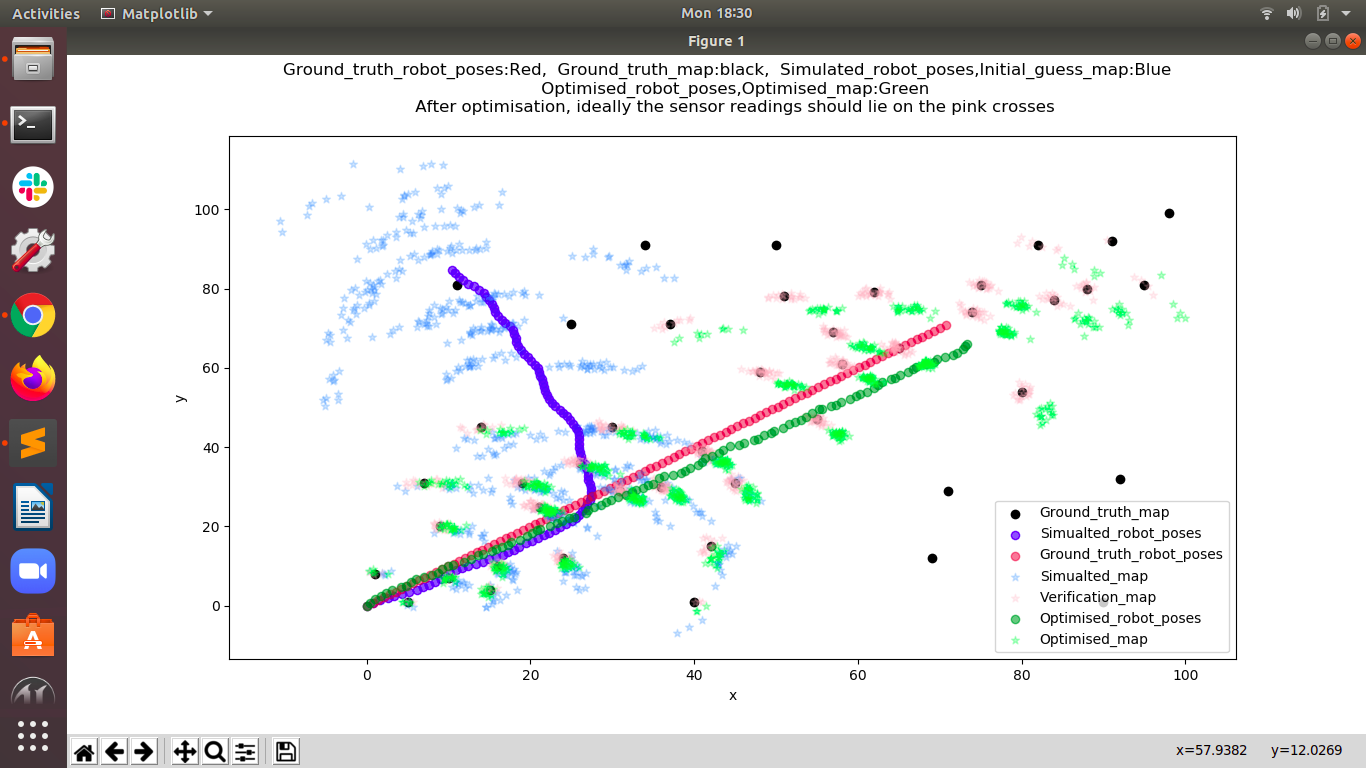 Activities Matplotlib Mon 18:30
Figure 1
Ground_truth_robot_poses:Red, Ground_truth_map:black, Simulated_robot_poses,Initial_guess_map:Blue
Optimised_robot_poses,Optimised_map:Green
After optimisation, ideally the sensor readings should lie on the pink crosses
100
80
60
40
20
0
y
0 20 40 60 80 100
x
Ground_truth_map
Simualted_robot_poses
Ground_truth_robot_poses
Simualted_map
Verification_map
Optimised_robot_poses
Optimised_map
x=57.9382 y=12.0269